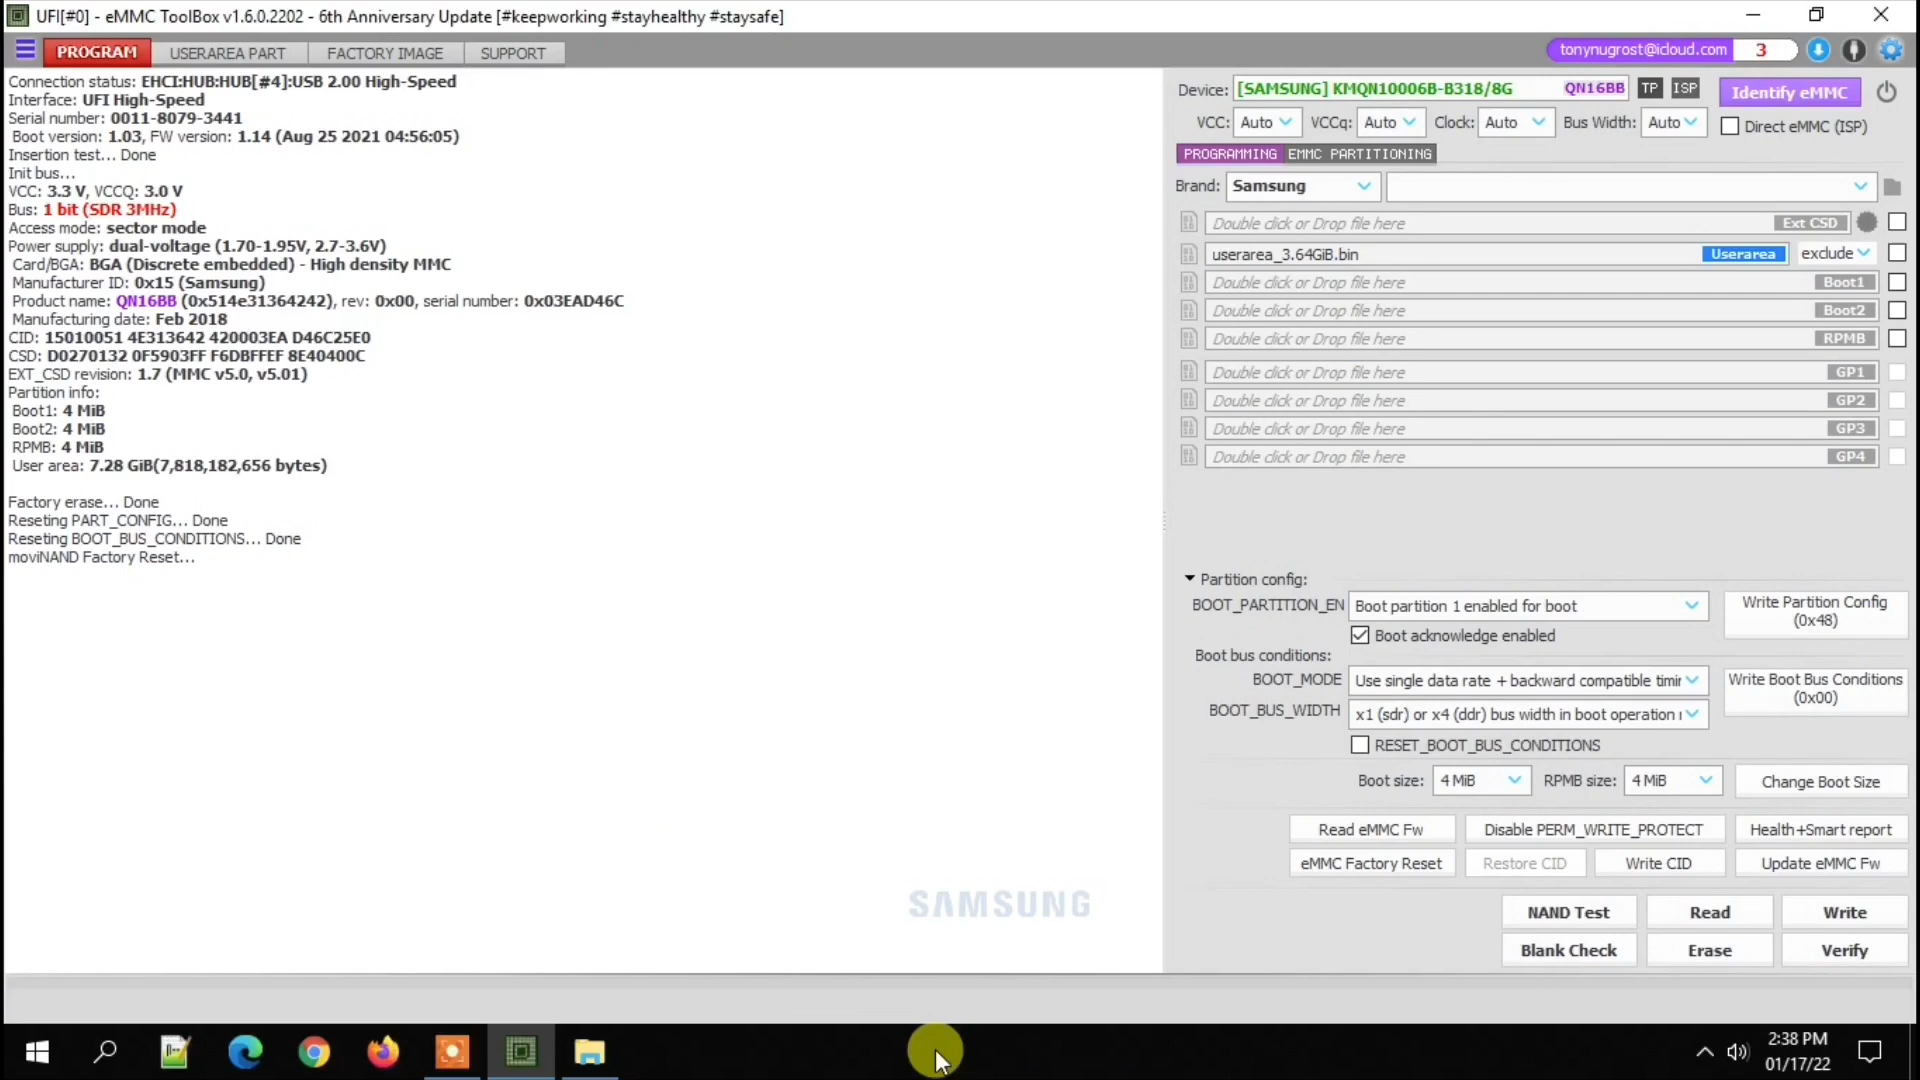 UFI[#0] - eMMC ToolBox v1.6.0.2202 - 6th Anniversary Update [#keepworking #stayhealthy #staysafe]
PROGRAM USERAREA PART FACTORY IMAGE SUPPORT
tonynugrost@icloud.com 3
Connection status: EHCI:HUB:HUB[#4]:USB 2.00 High-Speed
Interface: UFI High-Speed
Serial number: 0011-8079-3441
Boot version: 1.03, FW version: 1.14 (Aug 25 2021 04:56:05)
Insertion test... Done
Init bus...
VCC: 3.3 V, VCCQ: 3.0 V
Bus: 1 bit (SDR 3MHz)
Access mode: sector mode
Power supply: dual-voltage (1.70-1.95V, 2.7-3.6V)
Card/BGA: BGA (Discrete embedded) - High density MMC
Manufacturer ID: 0x15 (Samsung)
Product name: QN16BB (0x514e31364242), rev: 0x00, serial number: 0x03EAD46C
Manufacturing date: Feb 2018
CID: 15010051 4E313642 420003EA D46C25E0
CSD: D0270132 0F5903FF F6DBFFEF 8E40400C
EXT_CSD revision: 1.7 (MMC v5.0, v5.01)
Partition info:
Boot1: 4 MiB
Boot2: 4 MiB
RPMB: 4 MiB
User area: 7.28 GiB(7,818,182,656 bytes)
Factory erase... Done
Reseting PART_CONFIG... Done
Reseting BOOT_BUS_CONDITIONS... Done
moviNAND Factory Reset...
SAMSUNG
Device: [SAMSUNG] KMQN10006B-B318/8G QN16BB TP ISP Identify eMMC
VCC: Auto VCCq: Auto Clock: Auto Bus Width: Auto Direct eMMC (ISP)
PROGRAMMING EMMC PARTITIONING
Brand: Samsung
Double click or Drop file here Ext CSD
userarea_3.64GiB.bin Userarea exclude
Double click or Drop file here Boot1
Double click or Drop file here Boot2
Double click or Drop file here RPMB
Double click or Drop file here GP1
Double click or Drop file here GP2
Double click or Drop file here GP3
Double click or Drop file here GP4
Partition config:
BOOT_PARTITION_EN Boot partition 1 enabled for boot Write Partition Config
(0x48)
Boot acknowledge enabled
Boot bus conditions:
BOOT_MODE Use single data rate + backward compatible timir Write Boot Bus Conditions
(0x00)
BOOT_BUS_WIDTH x1 (sdr) or x4 (ddr) bus width in boot operation
RESET_BOOT_BUS_CONDITIONS
Boot size: 4 MiB RPMB size: 4 MiB Change Boot Size
Read eMMC Fw Disable PERM_WRITE_PROTECT Health+Smart report
eMMC Factory Reset Restore CID Write CID Update eMMC Fw
NAND Test Read Write
Blank Check Erase Verify
2:38 PM
01/17/22